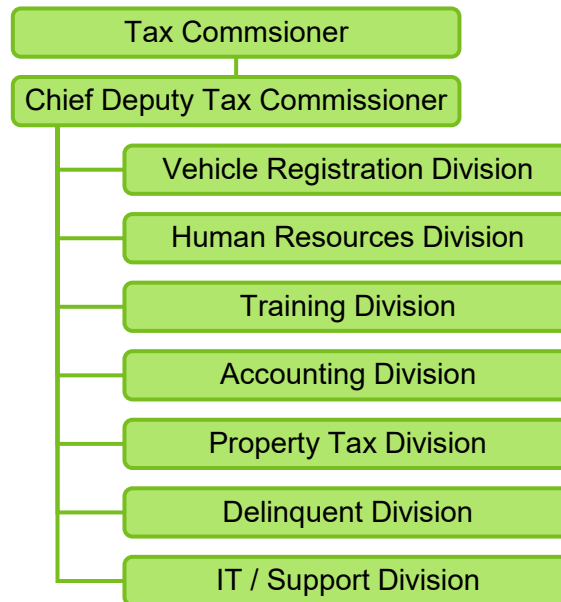 Tax Commsioner
Chief Deputy Tax Commissioner
Vehicle Registration Division
Human Resources Division
Training Division
Accounting Division
Property Tax Division
Delinquent Division
IT / Support Division